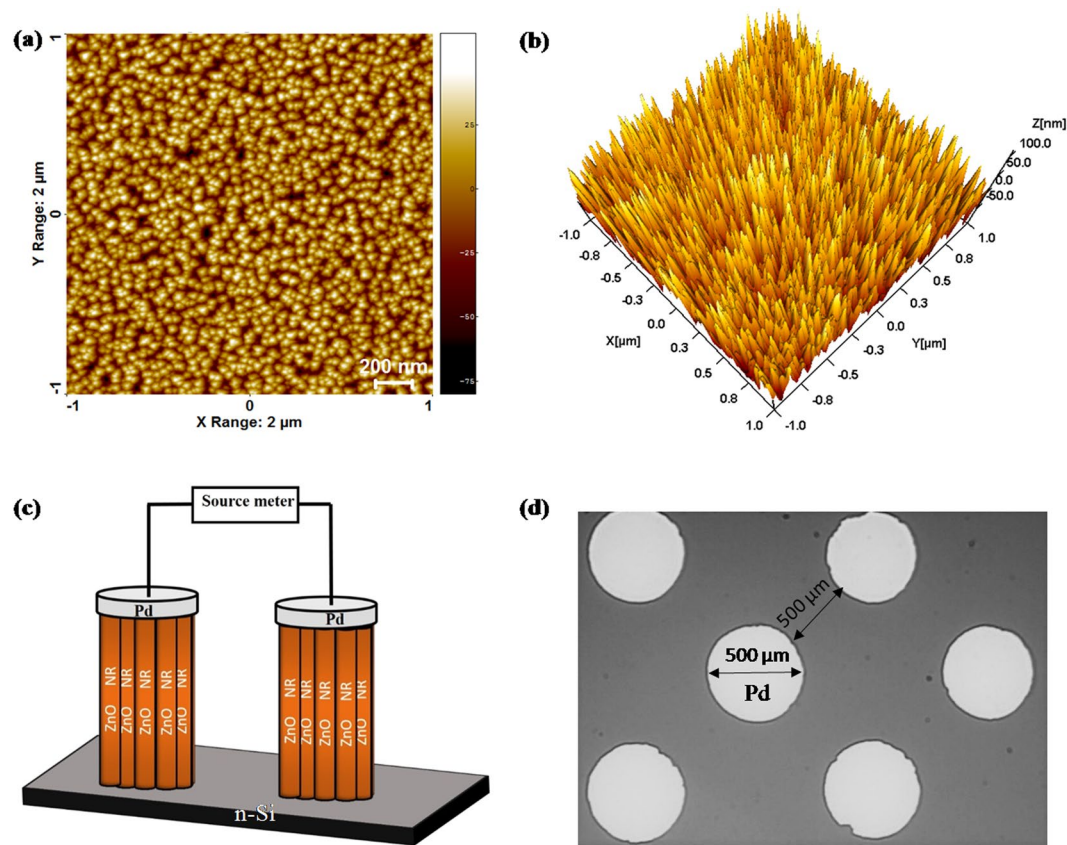 (a)
1
0
-1
Y Range: 2 µm
-1
0
1
X Range: 2 µm
200 nm
25
0
-25
-50
-75
(b)
Z[nm]
100.0
50.0
0.0
-50.0
-1.0
-0.8
-0.5
-0.3
0.0
0.3
0.5
0.8
1.0
X[µm]
1.0
0.8
0.5
0.3
0.0
-0.3
-0.5
-0.8
-1.0
Y[µm]
(c)
Source meter
Pd
Pd
ZnO NR
ZnO NR
ZnO NR
ZnO NR
ZnO NR
ZnO NR
ZnO NR
ZnO NR
ZnO NR
ZnO NR
n-Si
(d)
500 µm
500 µm
Pd